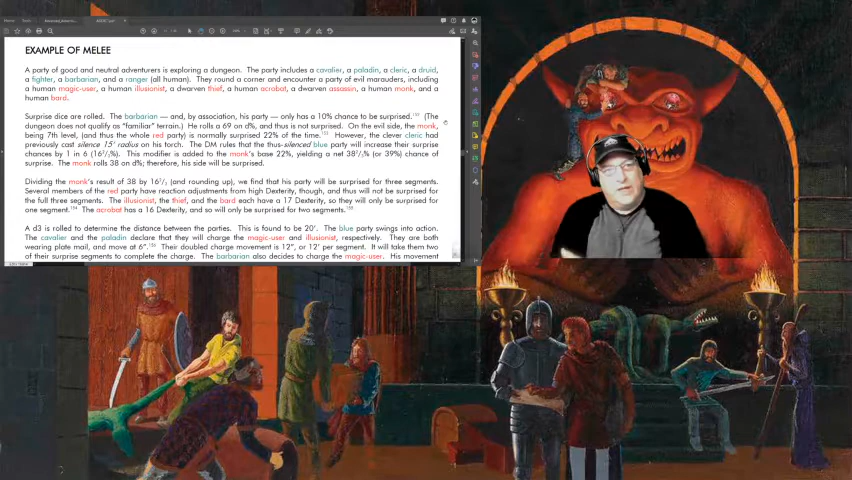 EXAMPLE OF MELEE
A party of good and neutral adventurers is exploring a dungeon. The party includes a cavalier, a paladin, a cleric, a druid,
a fighter, a barbarian, and a ranger (all human). They round a corner and encounter a party of evil marauders, including
a human magic-user, a human illusionist, a dwarven thief, a human acrobat, a dwarven assassin, a human monk, and a
human bard.
Surprise dice are rolled. The barbarian — and, by association, his party — only has a 10% chance to be surprised. (The
dungeon does not qualify as "familiar" terrain.) He rolls a 69 on d%, and thus is not surprised. On the evil side, the monk,
being 7th level, (and thus the whole red party) is normally surprised 22% of the time. However, the clever cleric had
previously cast silence 15' radius on his torch. The DM rules that the thus-silenced blue party will increase their surprise
chances by 1 in 6 (16²/₃%). This modifier is added to the monk's base 22%, yielding a net 38²/₃% (or 39%) chance of
surprise. The monk rolls 38 on d%; therefore, his side will be surprised.
Dividing the monk's result of 38 by 16²/₃ (and rounding up), we find that his party will be surprised for three segments.
Several members of the red party have reaction adjustments from high Dexterity, though, and thus will not be surprised for
the full three segments. The illusionist, the thief, and the bard each have a 17 Dexterity, so they will only be surprised for
one segment. The acrobat has a 16 Dexterity, and so will only be surprised for two segments.
A d3 is rolled to determine the distance between the parties. This is found to be 20'. The blue party swings into action.
The cavalier and the paladin declare that they will charge the magic-user and illusionist, respectively. They are both
wearing plate mail, and move at 6". Their doubled charge movement is 12", or 12' per segment. It will take them two
of their surprise segments to complete the charge. The barbarian also decides to charge the magic-user. His movement